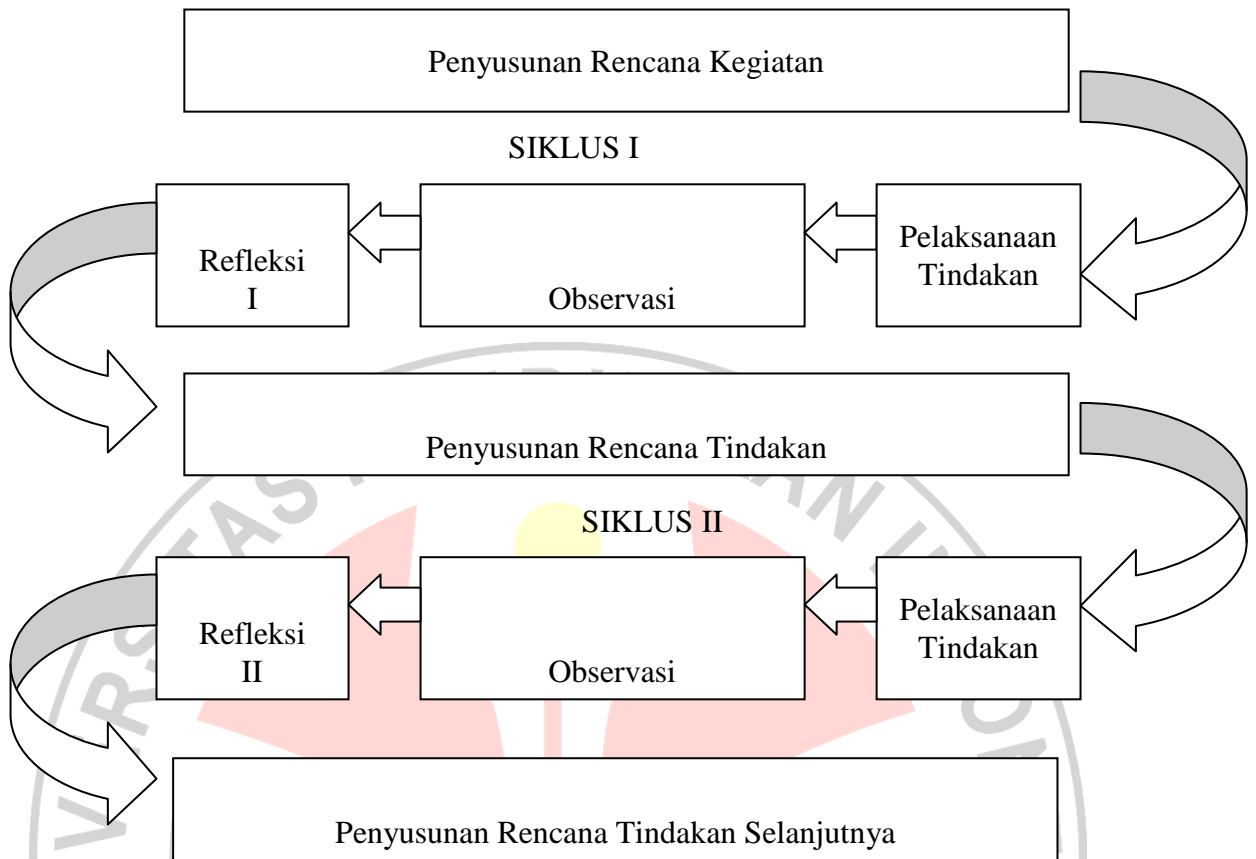 Penyusunan Rencana Kegiatan
SIKLUS I
Refleksi
I
Observasi
Pelaksanaan
Tindakan
Penyusunan Rencana Tindakan
SIKLUS II
Refleksi
II
Observasi
Pelaksanaan
Tindakan
Penyusunan Rencana Tindakan Selanjutnya